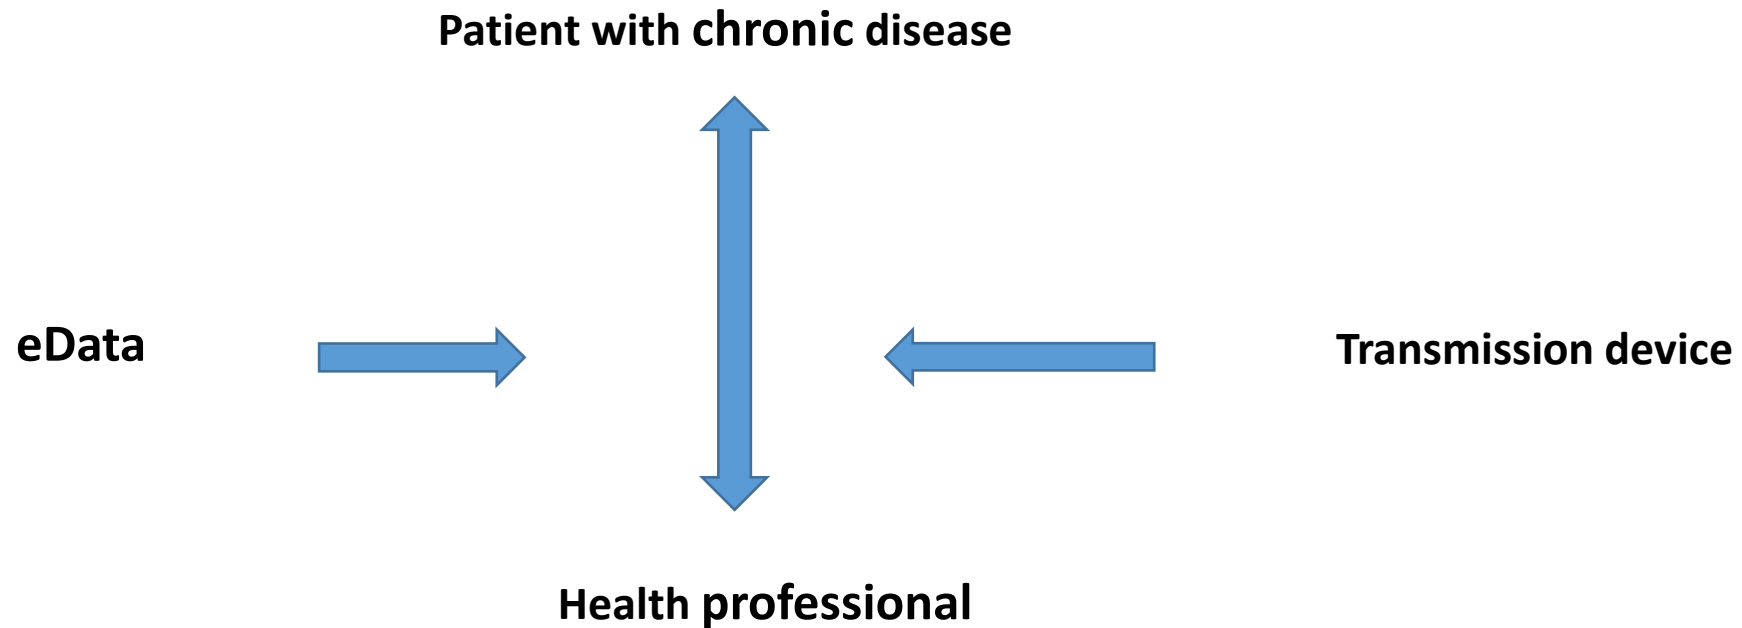 Patient with chronic disease
eData
Transmission device
Health professional